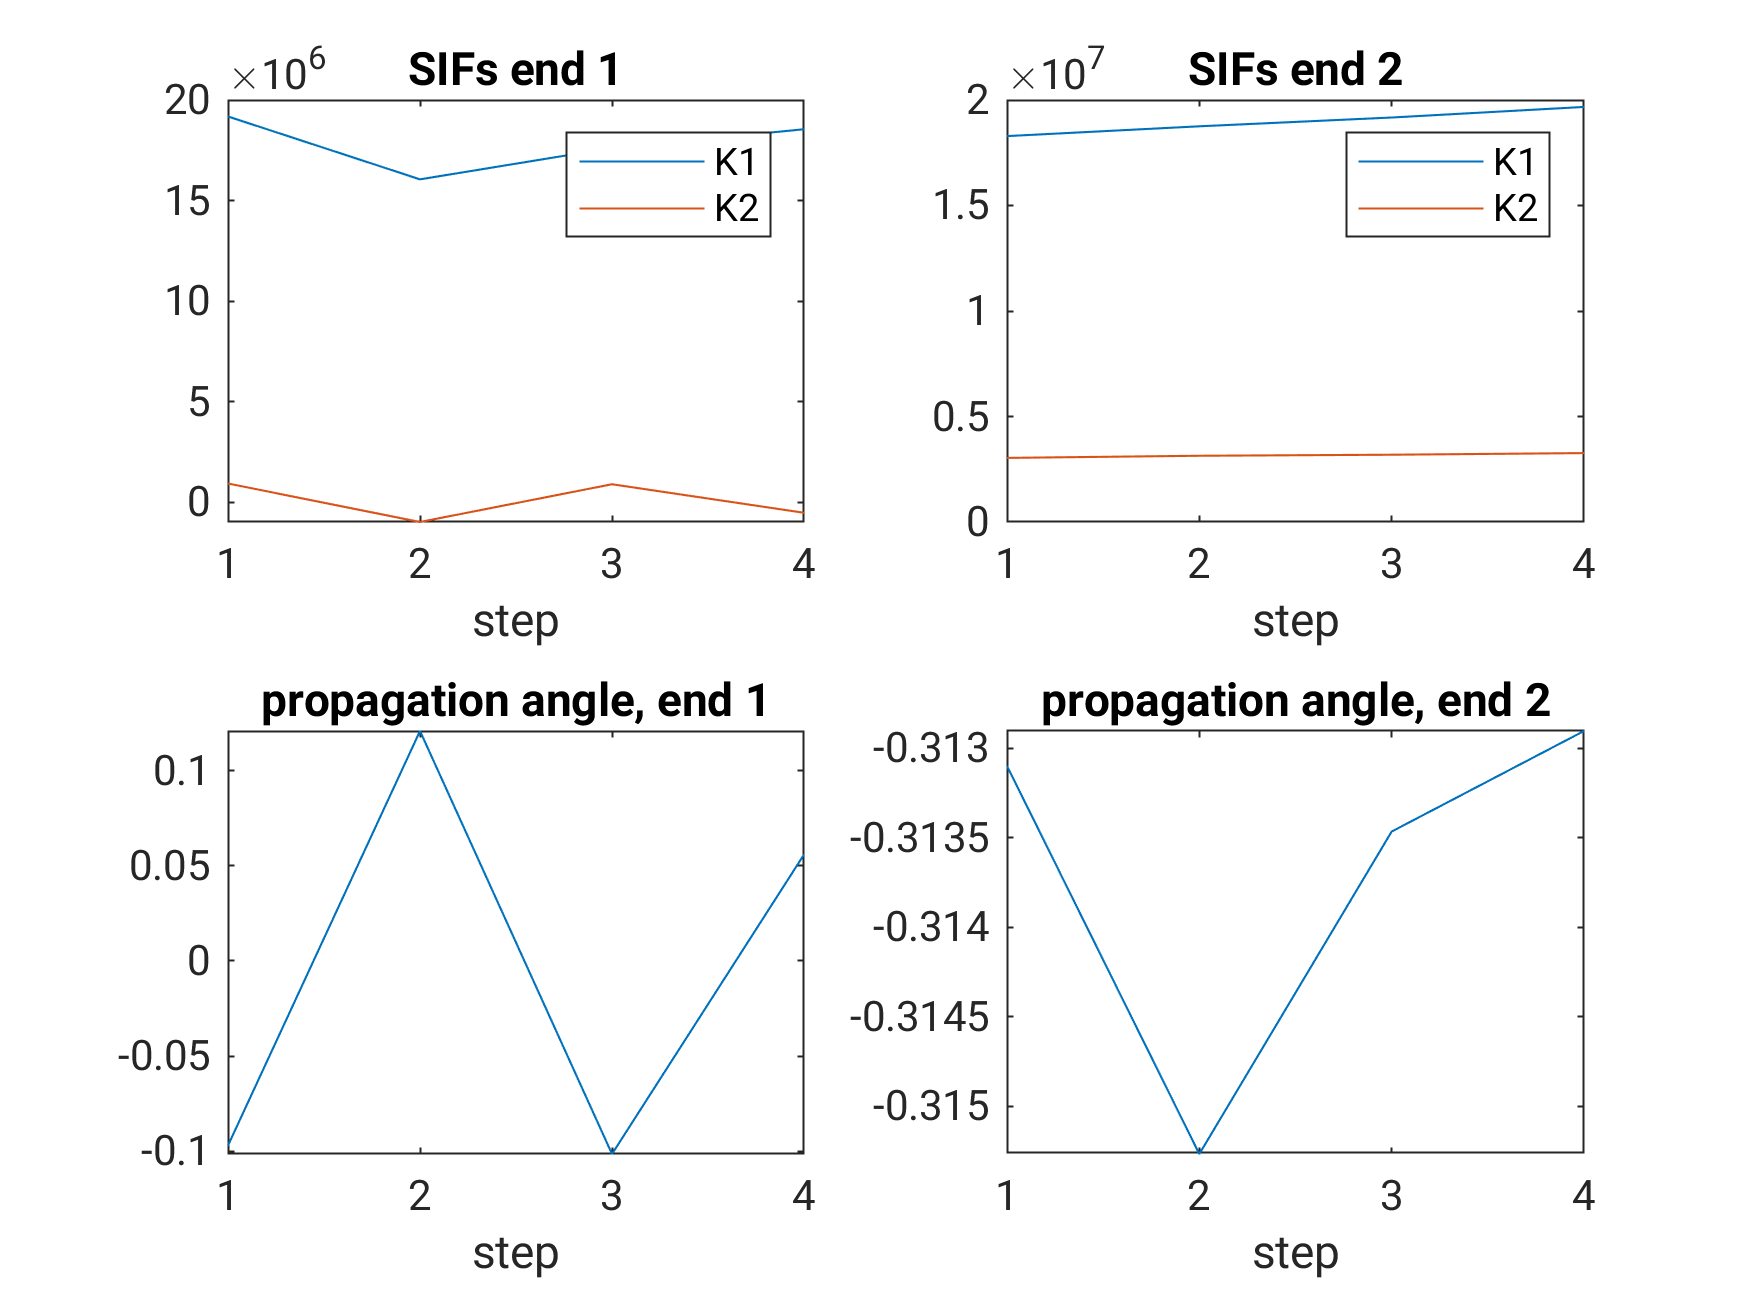 SIFs end 1
×10^6
20
15
10
5
0
K1
K2
1 2 3 4
step
SIFs end 2
×10^7
2
1.5
1
0.5
0
K1
K2
1 2 3 4
step
propagation angle, end 1
0.1
0.05
0
-0.05
-0.1
1 2 3 4
step
propagation angle, end 2
-0.313
-0.3135
-0.314
-0.3145
-0.315
1 2 3 4
step